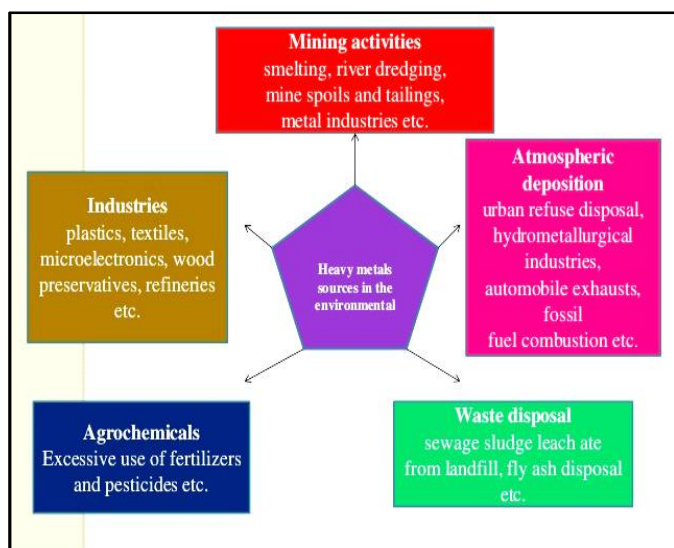 Mining activities
smelting, river dredging,
mine spoils and tailings,
metal industries etc.
Atmospheric
deposition
urban refuse disposal,
hydrometallurgical
industries,
automobile exhausts,
fossil
fuel combustion etc.
Industries
plastics, textiles,
microelectronics, wood
preservatives, refineries
etc.
Heavy metals
sources in the
environmental
Agrochemicals
Excessive use of fertilizers
and pesticides etc.
Waste disposal
sewage sludge leach ate
from landfill, fly ash disposal
etc.